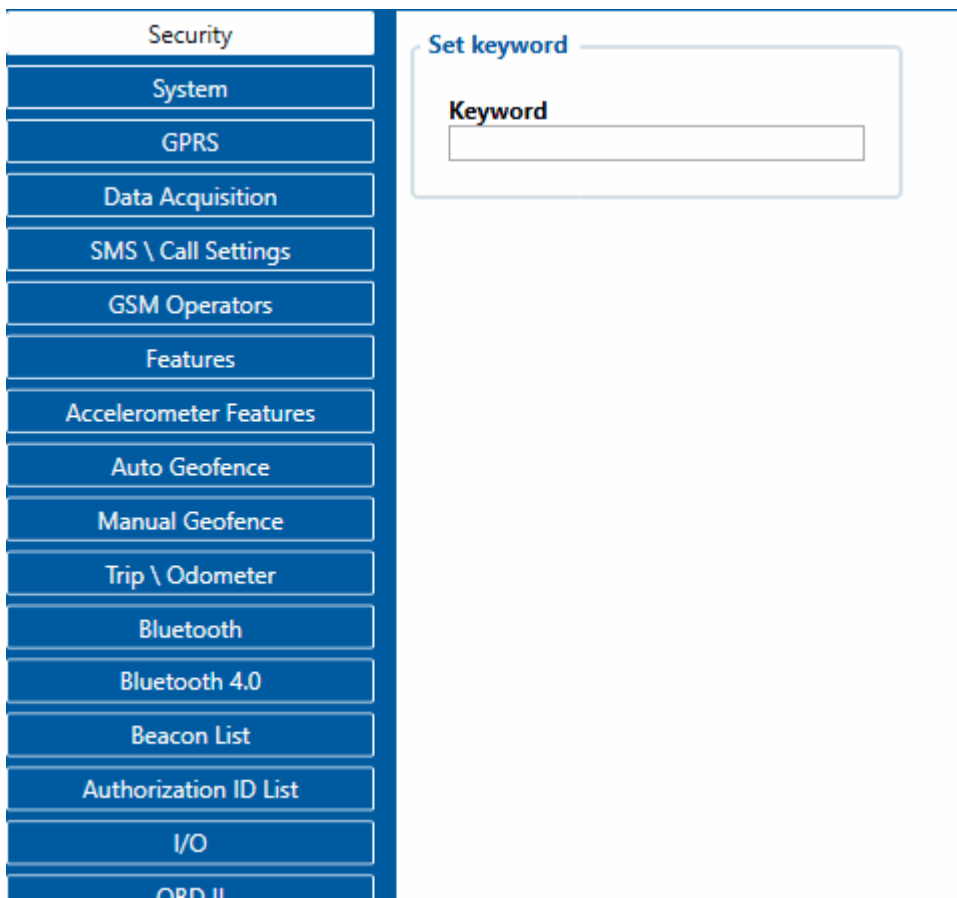 Security
System
GPRS
Data Acquisition
SMS \ Call Settings
GSM Operators
Features
Accelerometer Features
Auto Geofence
Manual Geofence
Trip \ Odometer
Bluetooth
Bluetooth 4.0
Beacon List
Authorization ID List
I/O
Set keyword
Keyword